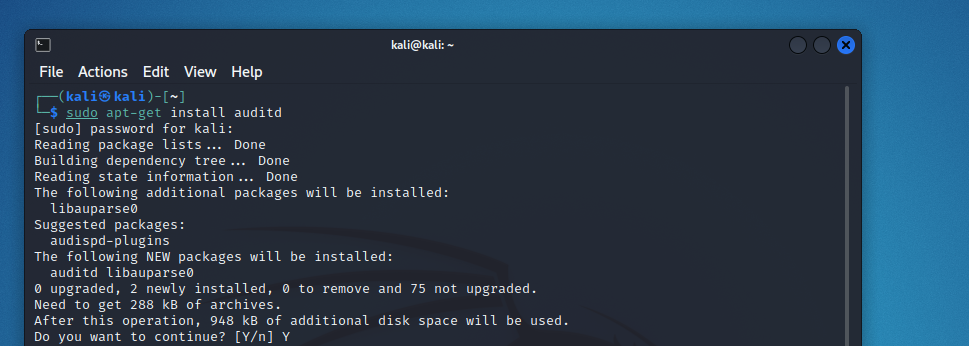 kali@kali: ~
File Actions Edit View Help
┌──(kali㉿kali)-[~]
└─$ sudo apt-get install auditd
[sudo] password for kali:
Reading package lists... Done
Building dependency tree... Done
Reading state information... Done
The following additional packages will be installed:
  libauparse0
Suggested packages:
  audispd-plugins
The following NEW packages will be installed:
  auditd libauparse0
0 upgraded, 2 newly installed, 0 to remove and 75 not upgraded.
Need to get 288 kB of archives.
After this operation, 948 kB of additional disk space will be used.
Do you want to continue? [Y/n] Y